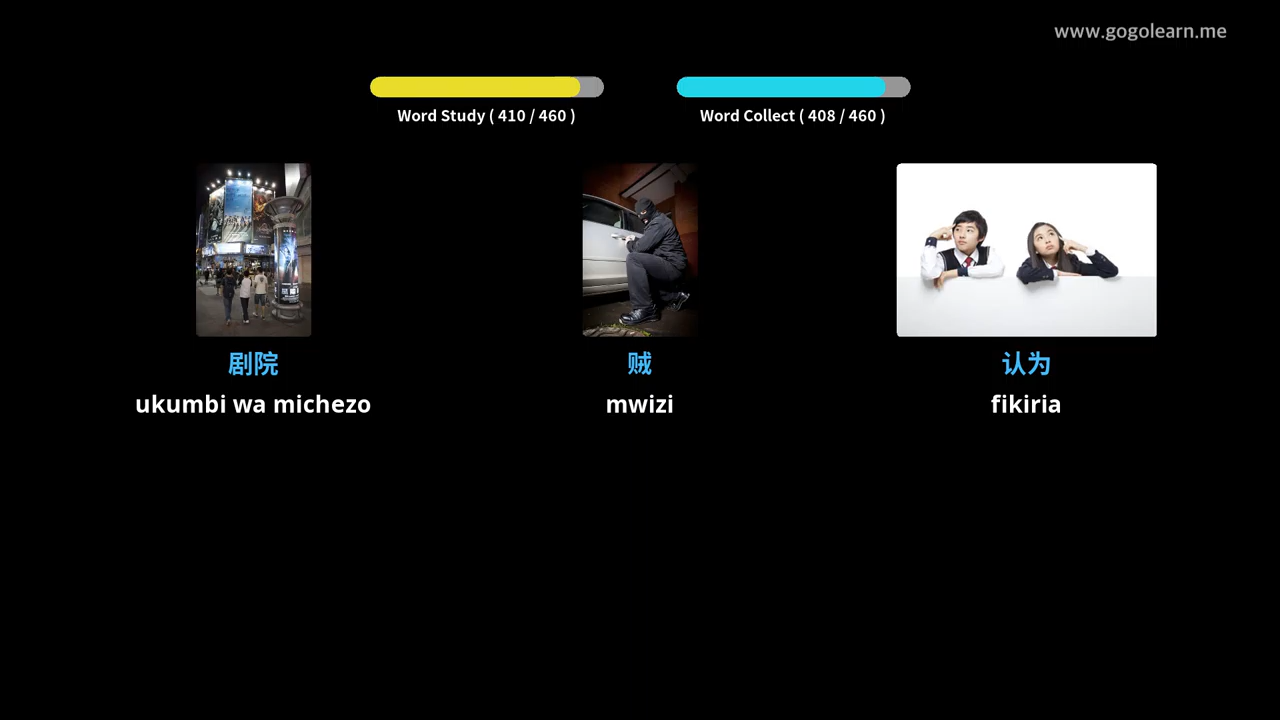 www.gogolearn.me
Word Study ( 410 / 460 )
Word Collect ( 408 / 460 )
剧院
贼
认为
ukumbi wa michezo
mwizi
fikiria